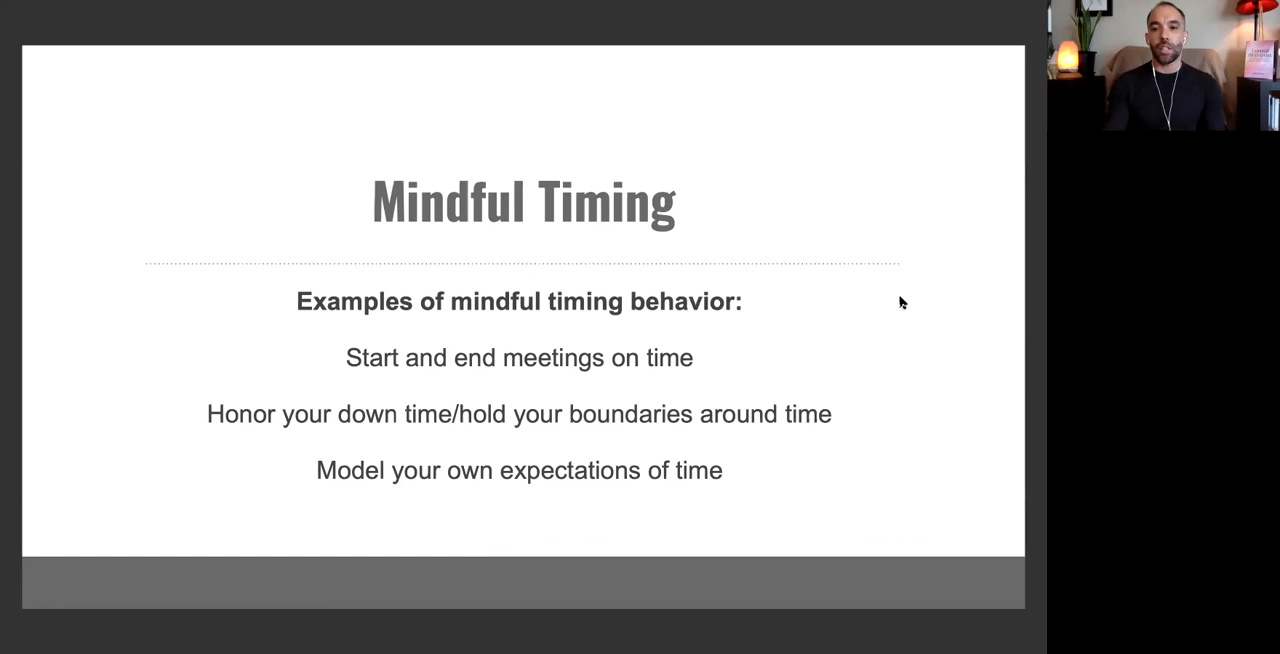 Mindful Timing
Examples of mindful timing behavior:
Start and end meetings on time
Honor your down time/hold your boundaries around time
Model your own expectations of time